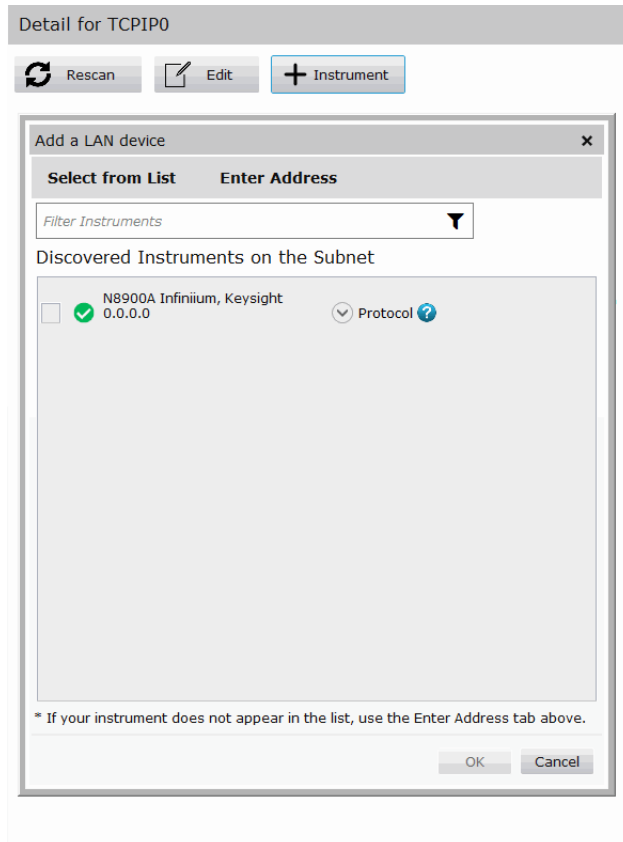 Detail for TCPIP0
Rescan
Edit
Instrument
Add a LAN device
Select from List
Enter Address
Filter Instruments
Discovered Instruments on the Subnet
N8900A Infiniium, Keysight
0.0.0.0
Protocol
* If your instrument does not appear in the list, use the Enter Address tab above.
OK
Cancel